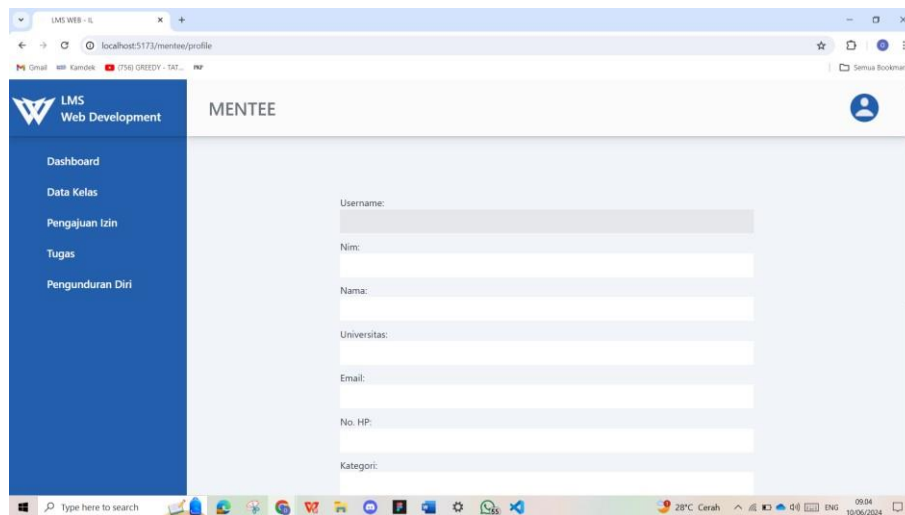 LMS WEB - IL
localhost:5173/mentee/profile
Gmail
Kamdek
(756) GREEDY - TAT...
Semua Bookmar
LMS
Web Development
MENTEE
Dashboard
Data Kelas
Pengajuan Izin
Tugas
Pengunduran Diri
Username:
Nim:
Nama:
Universitas:
Email:
No. HP:
Kategori:
Type here to search
28°C Cerah
ENG
09.04
10/06/2024